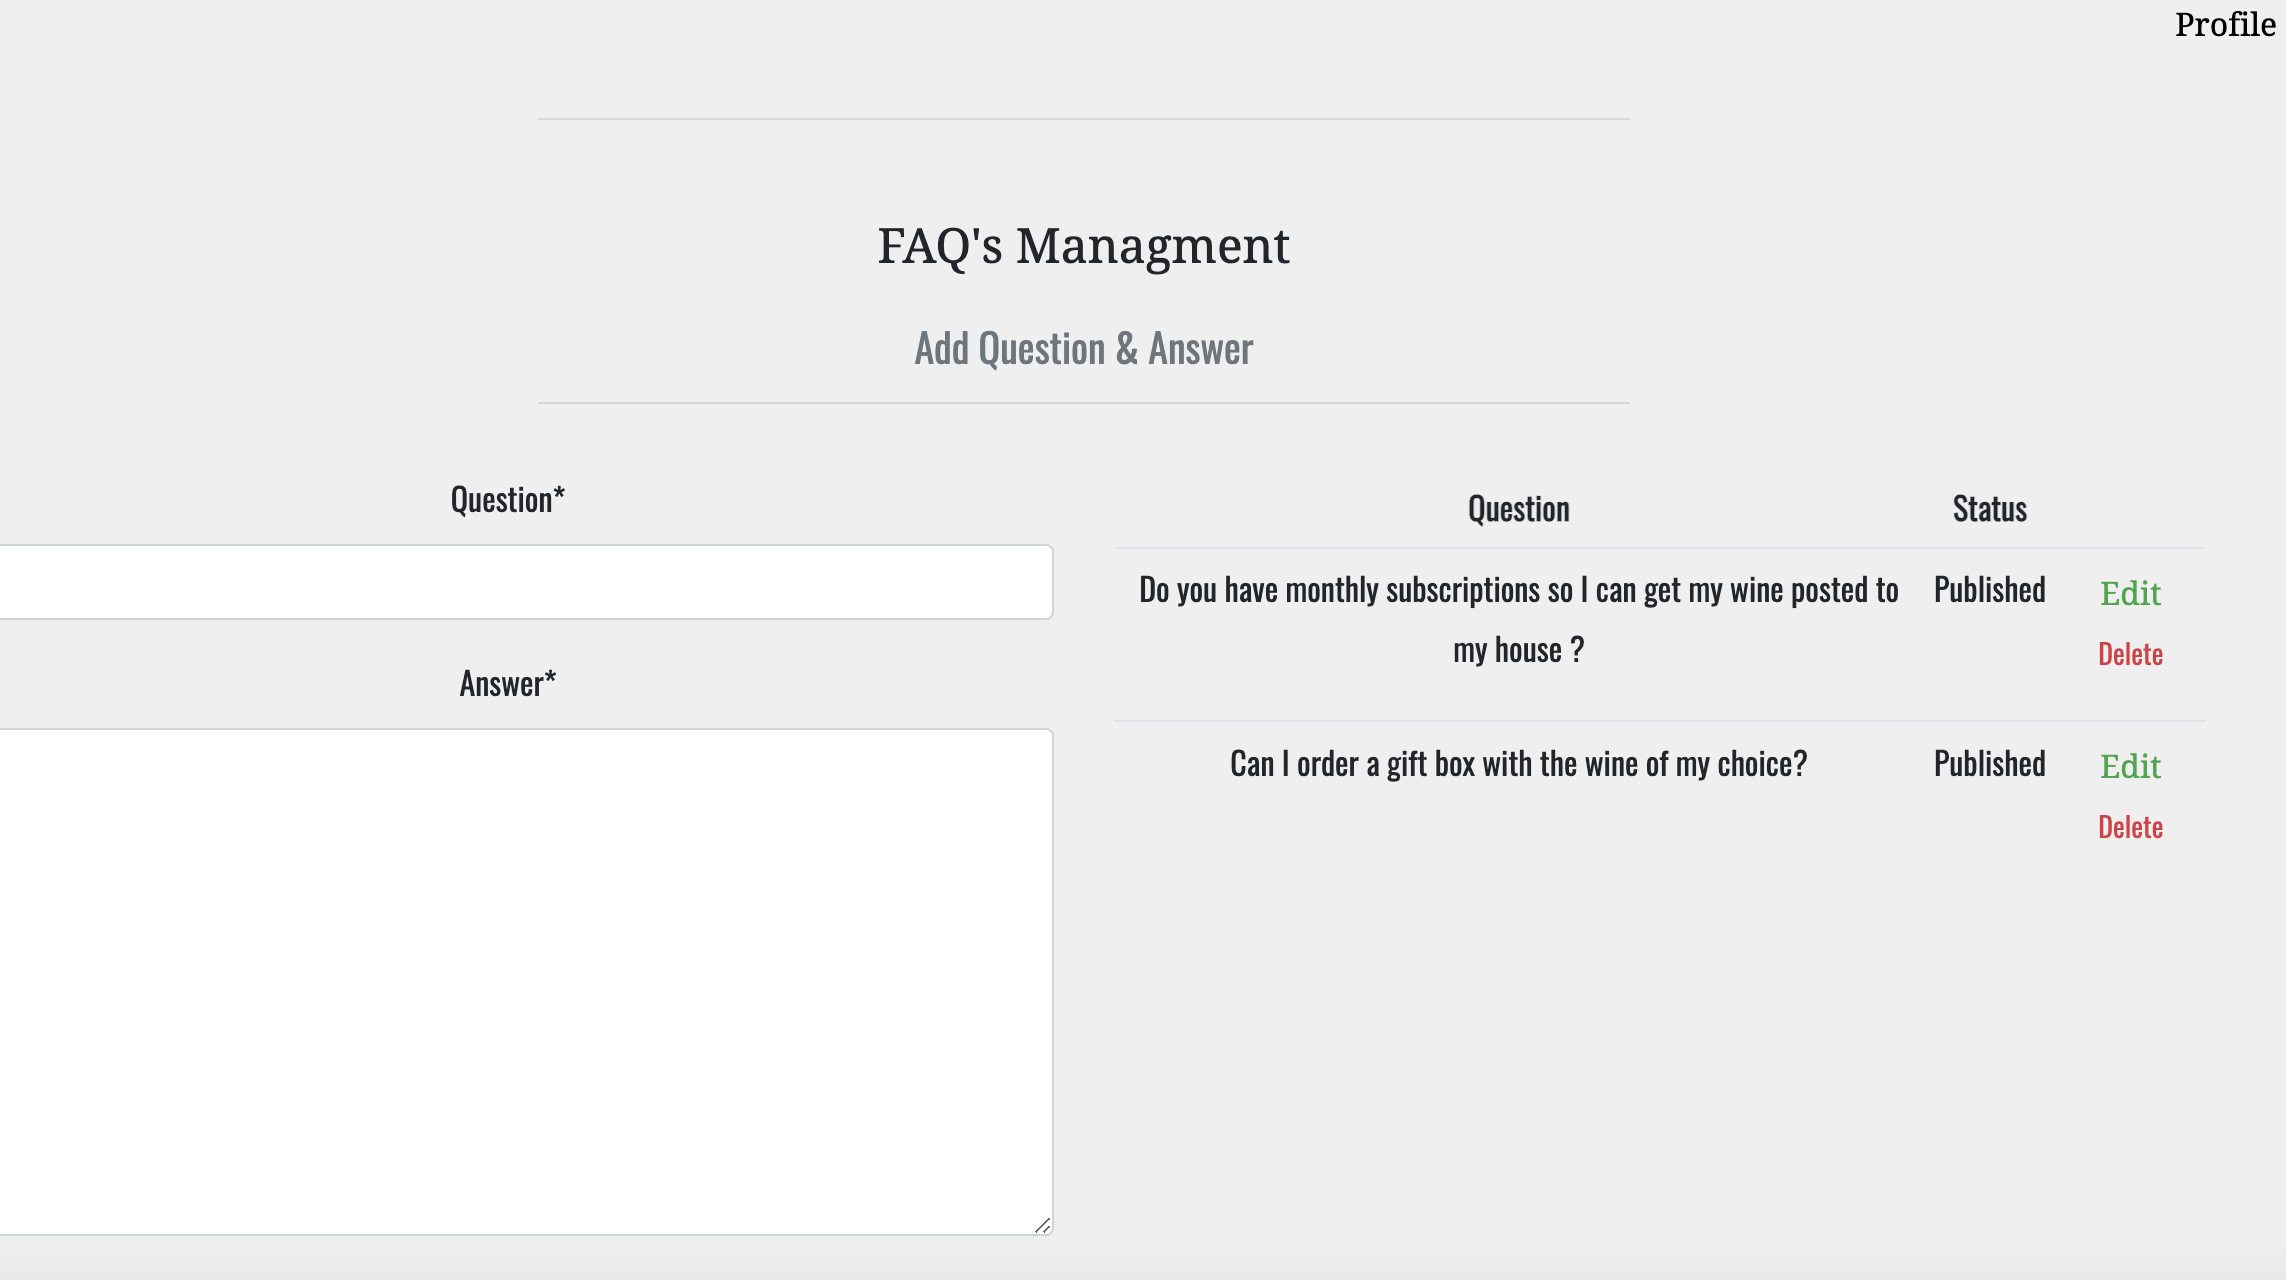 Profile
FAQ's Managment
Add Question & Answer
Question*
Answer*
Question Status
Do you have monthly subscriptions so I can get my wine posted to Published Edit
my house ? Delete
Can I order a gift box with the wine of my choice? Published Edit
Delete